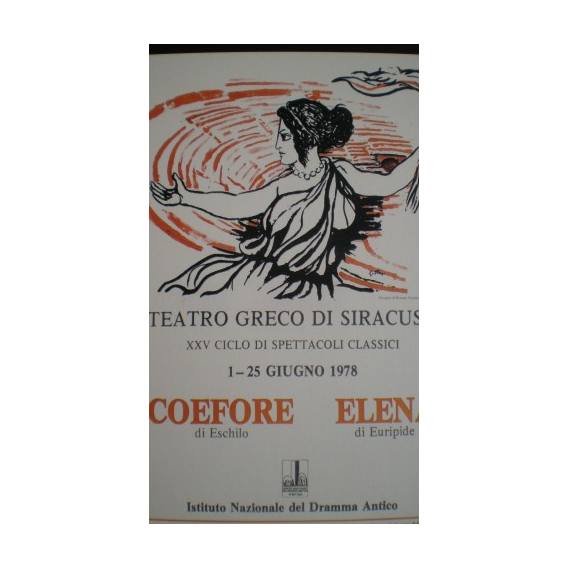 TEATRO GRECO DI SIRACUS
XXV CICLO DI SPETTACOLI CLASSICI
1-25 GIUGNO 1978
COEFORE ELENA
di Eschilo di Euripide
Istituto Nazionale del Dramma Antico